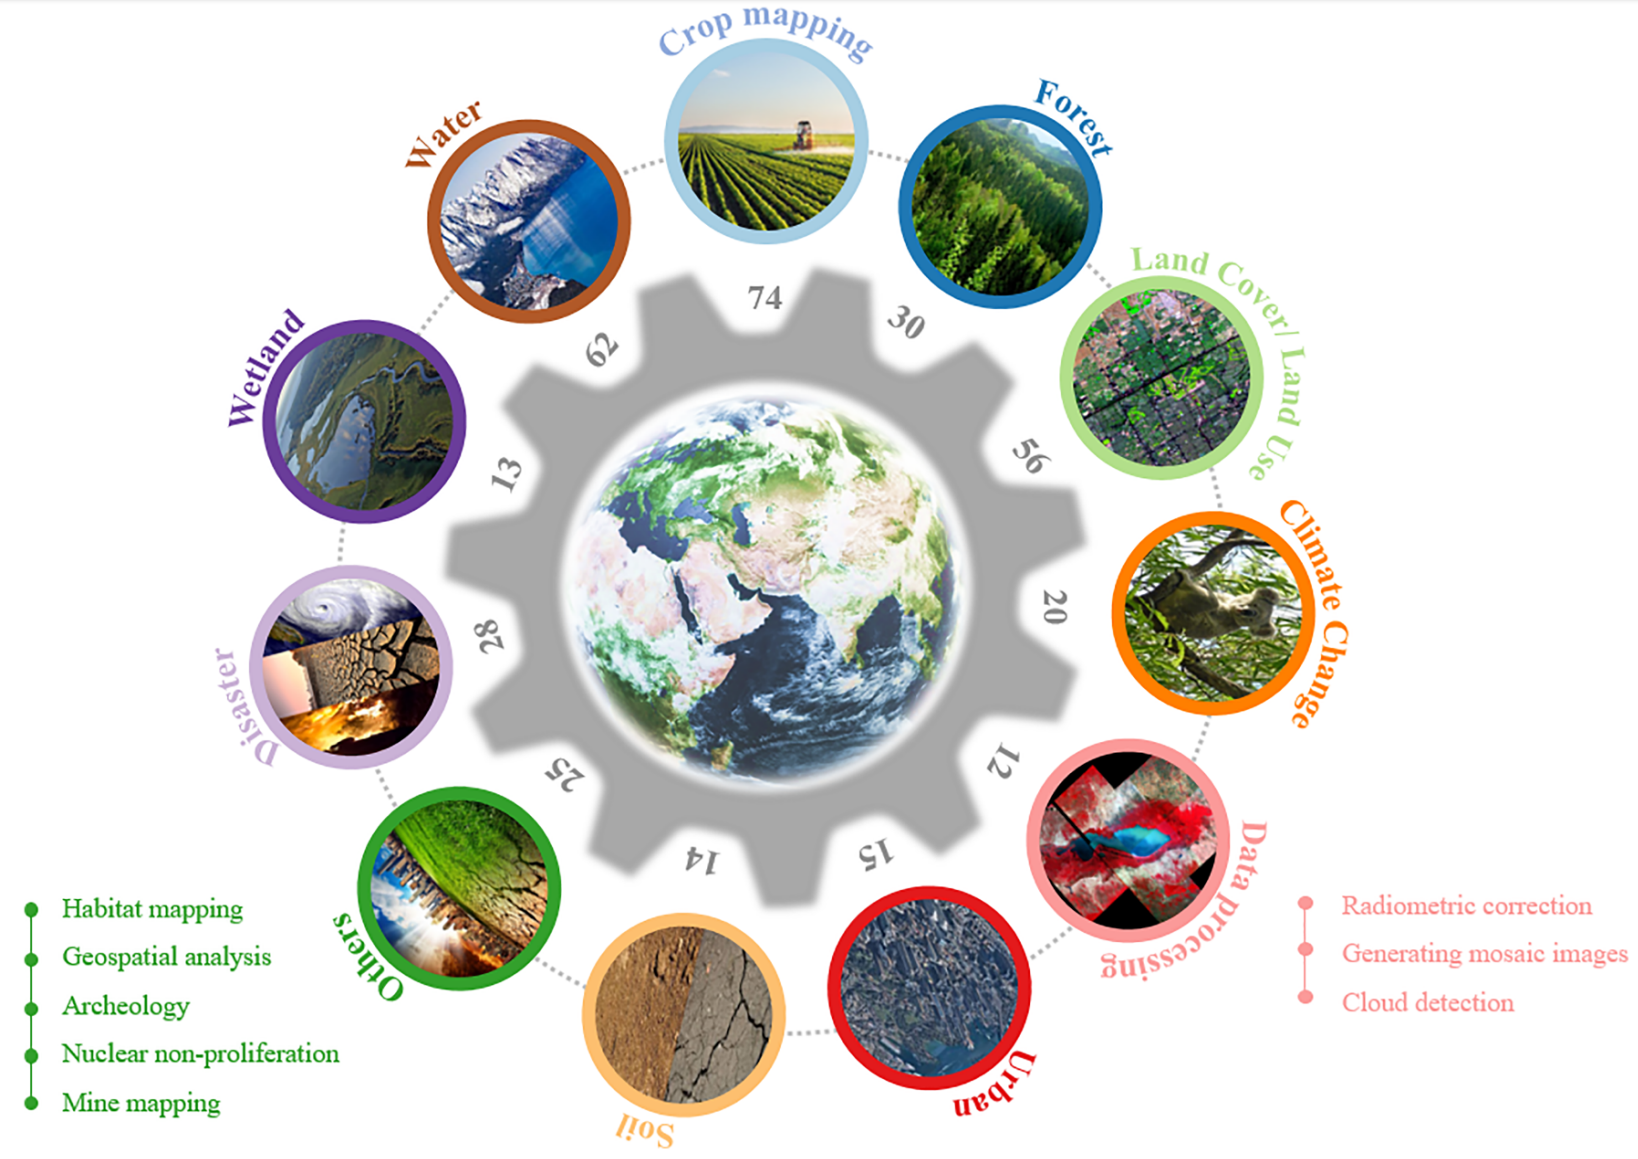 Crop mapping
Forest
Water
Land Cover/ Land Use
Wetland
Climate Change
Disaster
Data processing
Others
Urban
Soil
74
30
56
20
12
15
14
25
28
13
62
Habitat mapping
Geospatial analysis
Archeology
Nuclear non-proliferation
Mine mapping
Radiometric correction
Generating mosaic images
Cloud detection